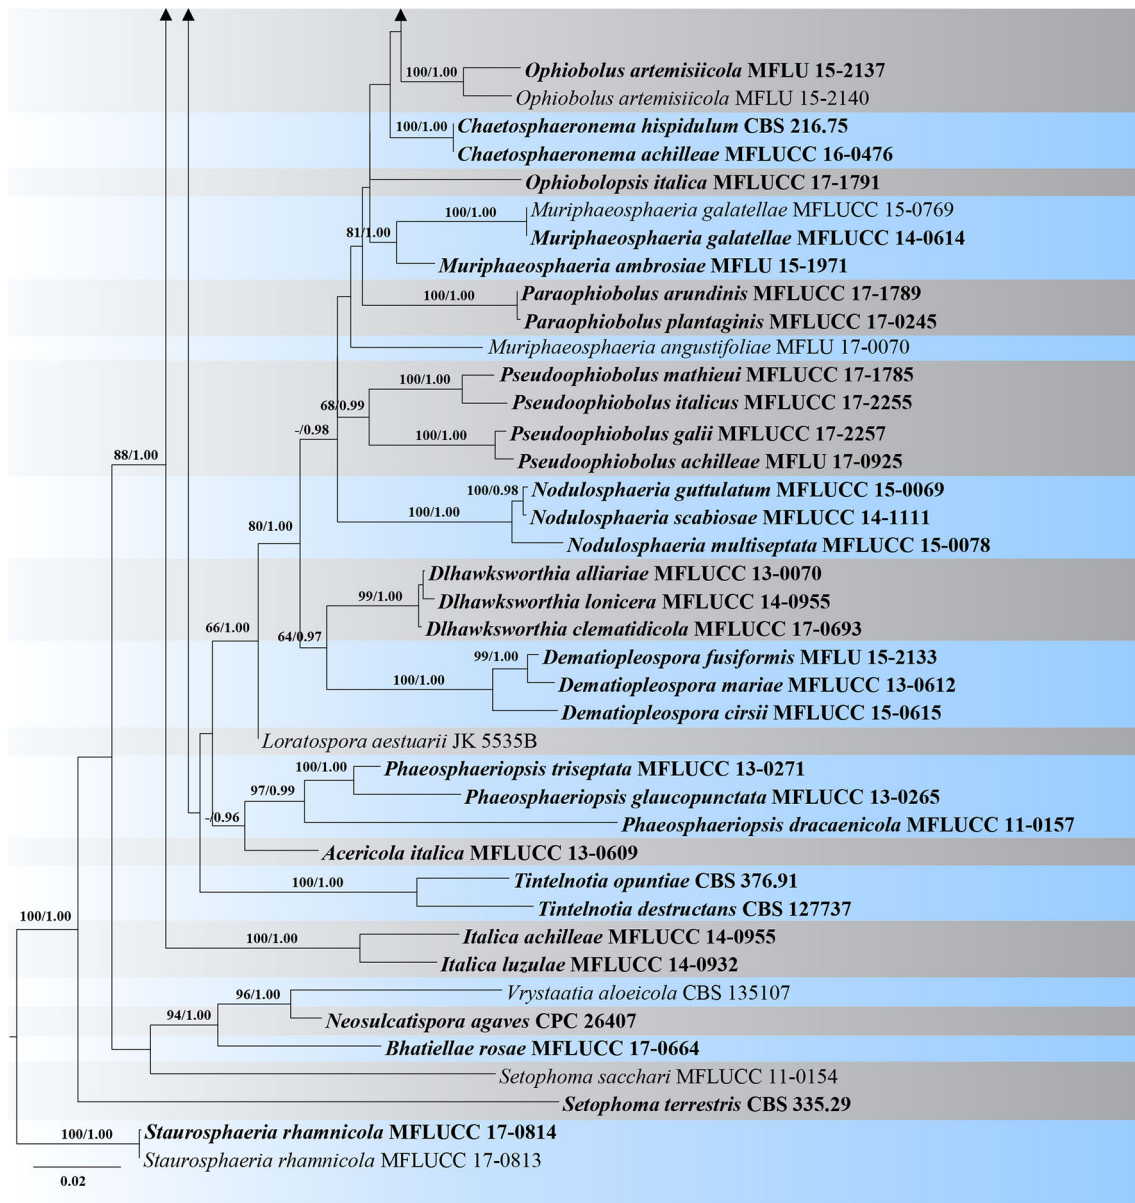 100/1.00
Ophiobolus artemisiicola MFLU 15-2137
Ophiobolus artemisiicola MFLU 15-2140
100/1.00
Chaetosphaeronema hispidulum CBS 216.75
Chaetosphaeronema achilleae MFLUCC 16-0476
Ophiobolopsis italica MFLUCC 17-1791
100/1.00
Muriphaeosphaeria galatellae MFLUCC 15-0769
81/1.00
Muriphaeosphaeria galatellae MFLUCC 14-0614
Muriphaeosphaeria ambrosiae MFLU 15-1971
100/1.00
Paraophiobolus arundinis MFLUCC 17-1789
Paraophiobolus plantaginis MFLUCC 17-0245
Muriphaeosphaeria angustifoliae MFLU 17-0070
100/1.00
Pseudoophiobolus mathieui MFLUCC 17-1785
68/0.99
Pseudoophiobolus italicus MFLUCC 17-2255
-/0.98
100/1.00
Pseudoophiobolus galii MFLUCC 17-2257
88/1.00
Pseudoophiobolus achilleae MFLU 17-0925
100/0.98
Nodulosphaeria guttulatum MFLUCC 15-0069
100/1.00
Nodulosphaeria scabiosae MFLUCC 14-1111
80/1.00
Nodulosphaeria multiseptata MFLUCC 15-0078
Dlhawksworthia alliariae MFLUCC 13-0070
99/1.00
Dlhawksworthia lonicera MFLUCC 14-0955
66/1.00
64/0.97
Dlhawksworthia clematidicola MFLUCC 17-0693
99/1.00
Dematiopleospora fusiformis MFLU 15-2133
100/1.00
Dematiopleospora mariae MFLUCC 13-0612
Dematiopleospora cirsii MFLUCC 15-0615
Loratospora aestuarii JK 5535B
100/1.00
Phaeosphaeriopsis triseptata MFLUCC 13-0271
97/0.99
Phaeosphaeriopsis glaucopunctata MFLUCC 13-0265
-/0.96
Phaeosphaeriopsis dracaenicola MFLUCC 11-0157
Acericola italica MFLUCC 13-0609
100/1.00
Tintelnotia opuntiae CBS 376.91
Tintelnotia destructans CBS 127737
100/1.00
100/1.00
Italica achilleae MFLUCC 14-0955
Italica luzulae MFLUCC 14-0932
96/1.00
Vrystaatia aloeicola CBS 135107
94/1.00
Neosulcatispora agaves CPC 26407
Bhatiellae rosae MFLUCC 17-0664
Setophoma sacchari MFLUCC 11-0154
Setophoma terrestris CBS 335.29
100/1.00
Staurosphaeria rhamnicola MFLUCC 17-0814
Staurosphaeria rhamnicola MFLUCC 17-0813
0.02